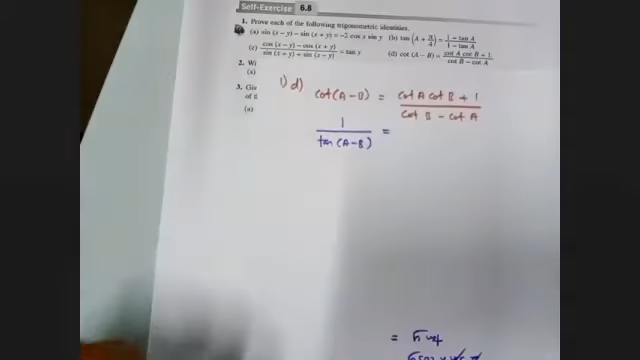 Self-Exercise 6.8
1. Prove each of the following trigonometric identities.
(a) sin (x – y) – sin (x + y) = –2 cos x sin y (b) tan (A + π/4) = (1 + tan A)/(1 – tan A)
(c) (cos (x – y) – cos (x + y))/(sin (x + y) + sin (x – y)) = tan y (d) cot (A – B) = (cot A cot B + 1)/(cot B – cot A)
2.
(a)
3.
of
(a)
1) d) cot (A – B) = (cot A cot B + 1)/(cot B – cot A)
1/(tan (A – B)) =
=